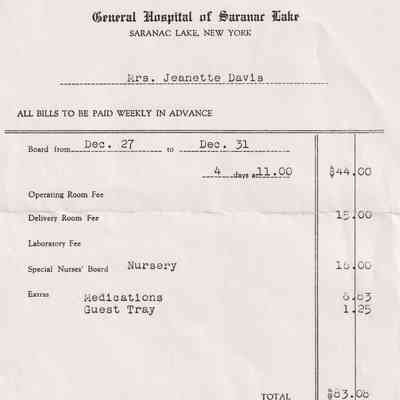 General Hospital of Saranac Lake
SARANAC LAKE, NEW YORK
Mrs. Jeanette Davis
ALL BILLS TO BE PAID WEEKLY IN ADVANCE
Board from Dec. 27 to Dec. 31
4 days at 11.00 $44.00
Operating Room Fee
Delivery Room Fee 15.00
Laboratory Fee
Special Nurses' Board Nursery 16.00
Extras Medications 6.83
Guest Tray 1.25
TOTAL $83.08